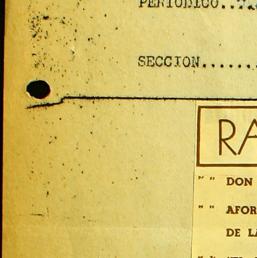 PERIODICO..
SECCION.......
RA
" " DON
" " AFOR
DE LA